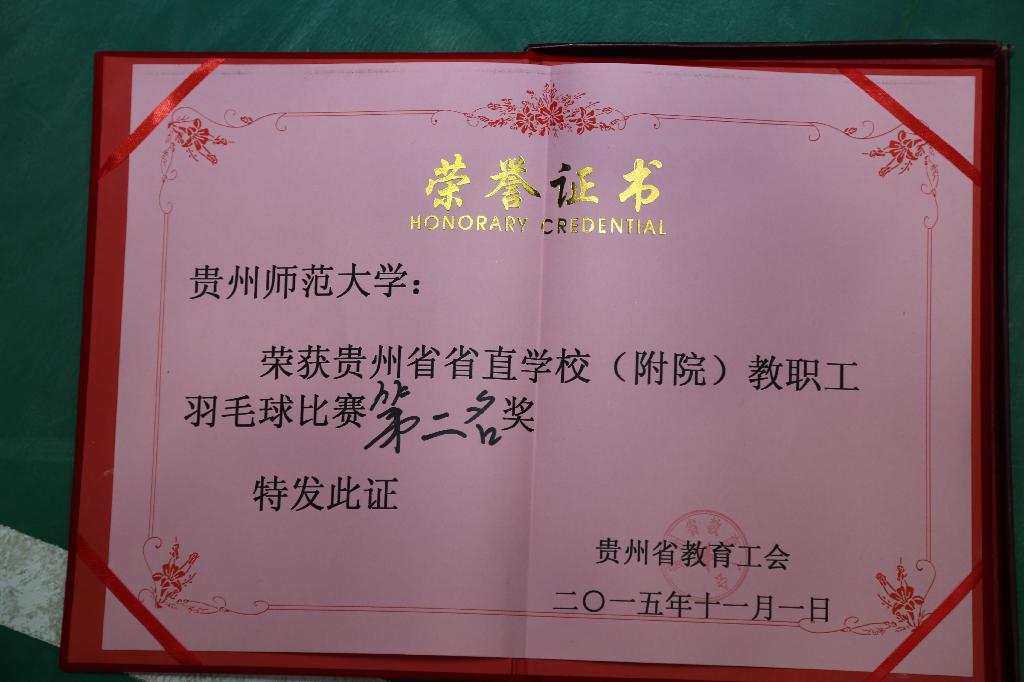 荣誉证书
HONORARY CREDENTIAL
贵州师范大学：
荣获贵州省省直学校（附院）教职工
羽毛球比赛第二名奖
特发此证
贵州省教育工会
二〇一五年十一月一日